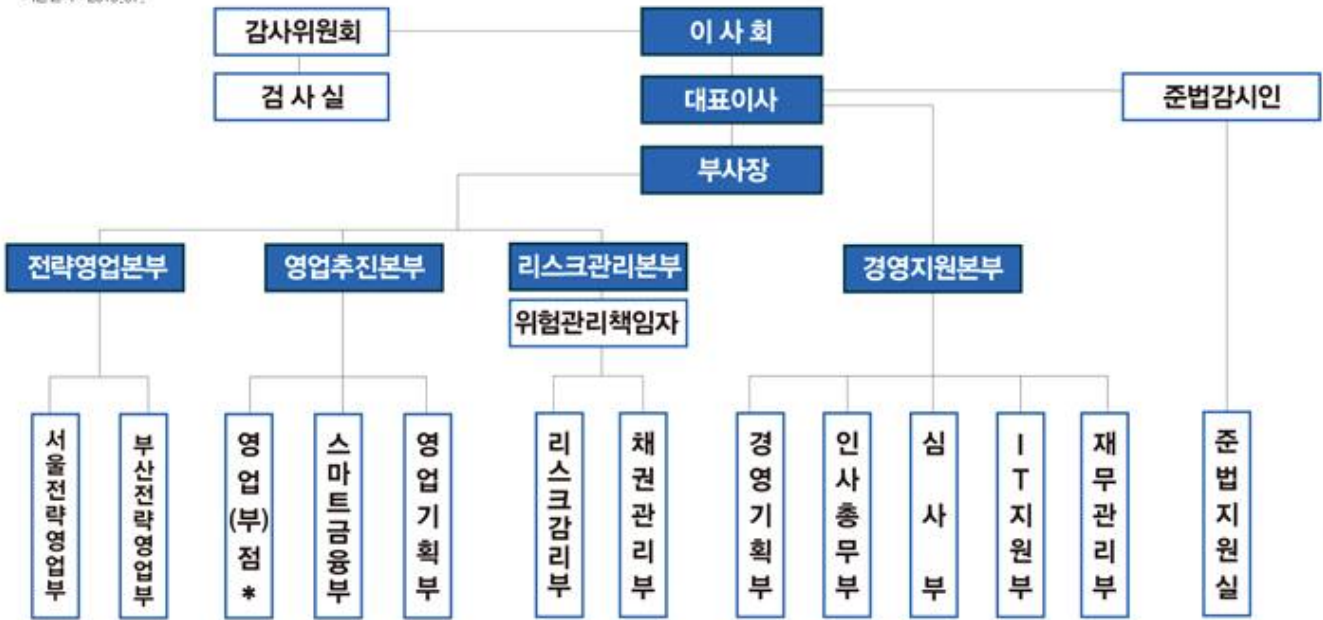 감사위원회
이 사 회
검 사 실
대표이사
준법감시인
부사장
전략영업본부
영업추진본부
리스크관리본부
경영지원본부
위험관리책임자
서울전략영업부
부산전략영업부
영업(부)점*
스마트금융부
영업기획부
리스크감리부
채권관리부
경영기획부
인사총무부
심 사 부
IT지원부
재무관리부
준법지원실